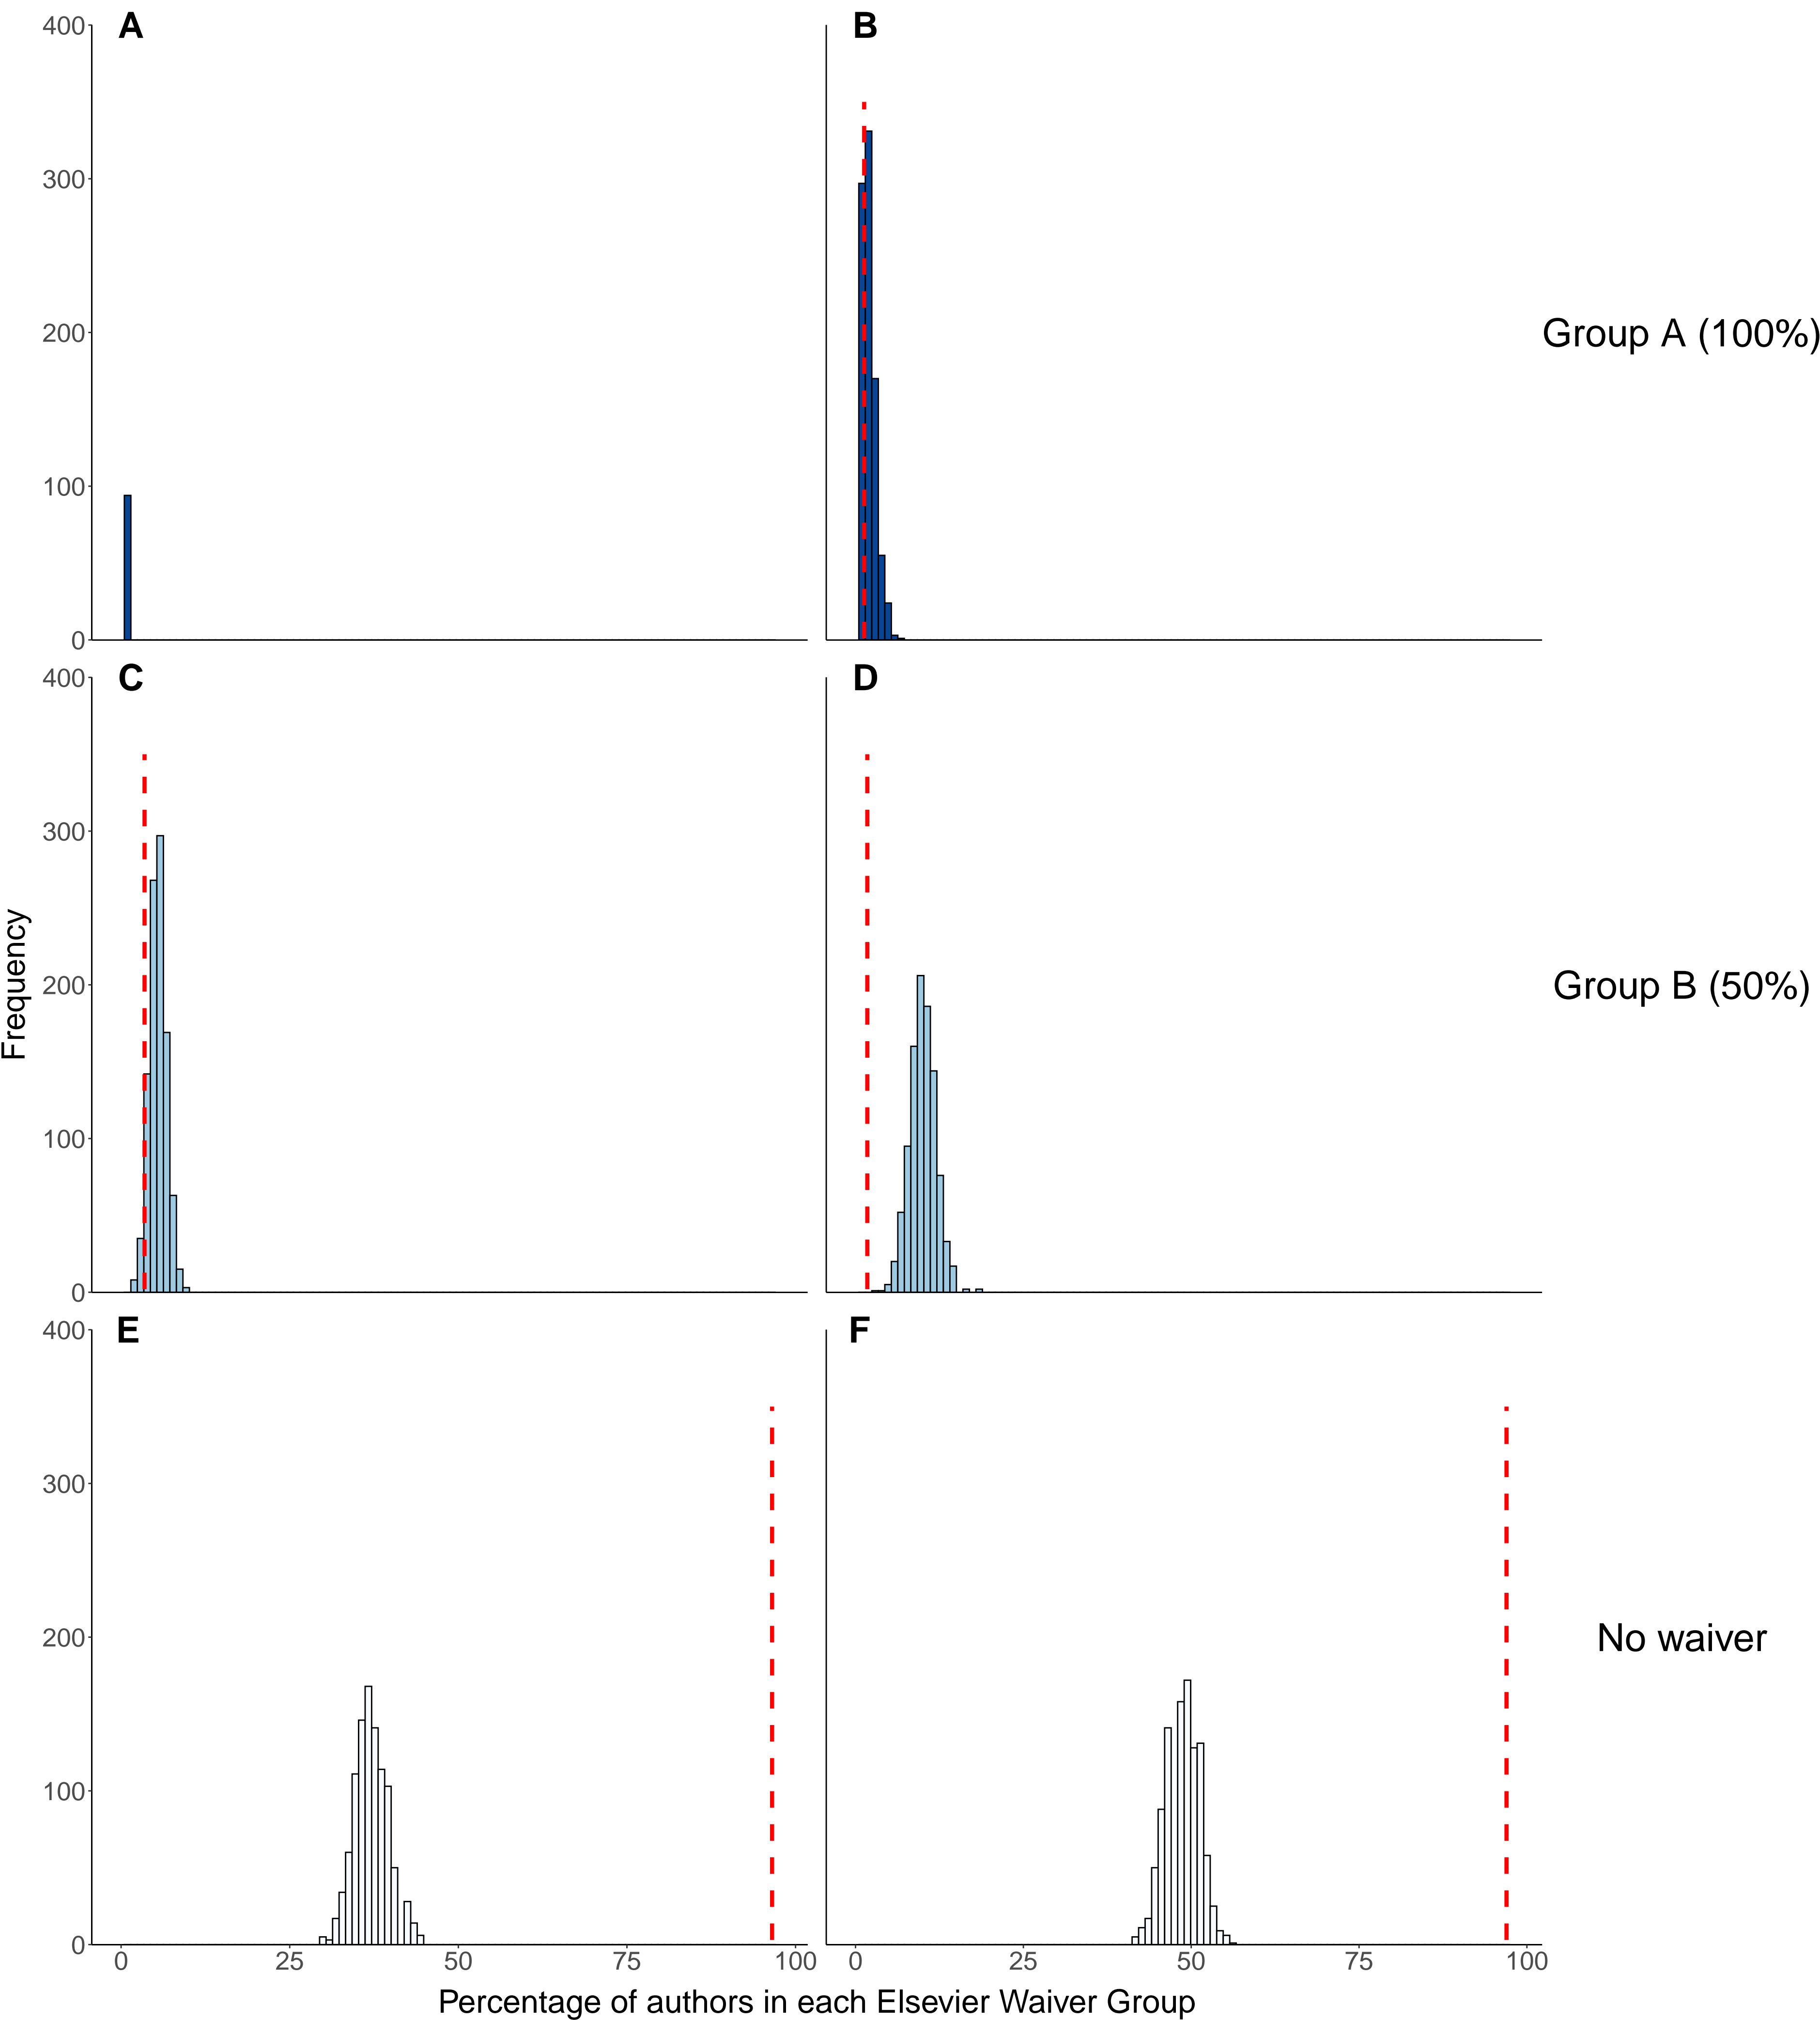 A
B
400
300
200
100
0
Group A (100%)
C
D
400
300
200
100
0
Group B (50%)
Frequency
E
F
400
300
200
100
0
No waiver
0 25 50 75 100 0 25 50 75 100
Percentage of authors in each Elsevier Waiver Group